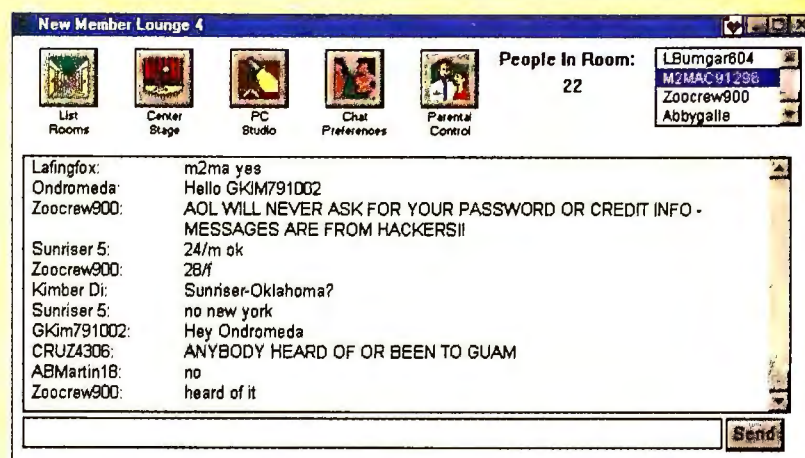 New Member Lounge 4
List Rooms
Center Stage
PC Studio
Chat Preferences
Parental Control
People In Room:
22
LBumgar604
M2MAC91296
Zoocrew900
Abbygalle
Lafingfox: m2ma yes
Ondromeda: Hello GKIM791002
Zoocrew900: AOL WILL NEVER ASK FOR YOUR PASSWORD OR CREDIT INFO -
MESSAGES ARE FROM HACKERS!!
Sunriser 5: 24/m ok
Zoocrew900: 28/f
Kimber Di: Sunriser-Oklahoma?
Sunriser 5: no new york
GKim791002: Hey Ondromeda
CRUZ4306: ANYBODY HEARD OF OR BEEN TO GUAM
ABMartin18: no
Zoocrew900: heard of it
Send